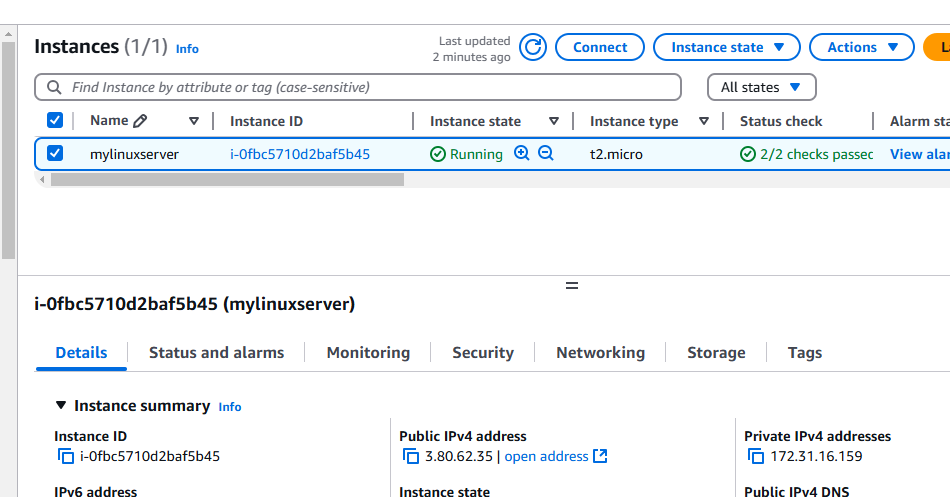 Instances (1/1) Info
Last updated
2 minutes ago
Connect
Instance state
Actions
Find Instance by attribute or tag (case-sensitive)
All states
Name Instance ID Instance state Instance type Status check Alarm sta
mylinuxserver i-0fbc5710d2baf5b45 Running t2.micro 2/2 checks passec View alar
i-0fbc5710d2baf5b45 (mylinuxserver)
Details Status and alarms Monitoring Security Networking Storage Tags
Instance summary Info
Instance ID Public IPv4 address Private IPv4 addresses
i-0fbc5710d2baf5b45 3.80.62.35 | open address 172.31.16.159
IPv6 address Instance state Public IPv4 DNS